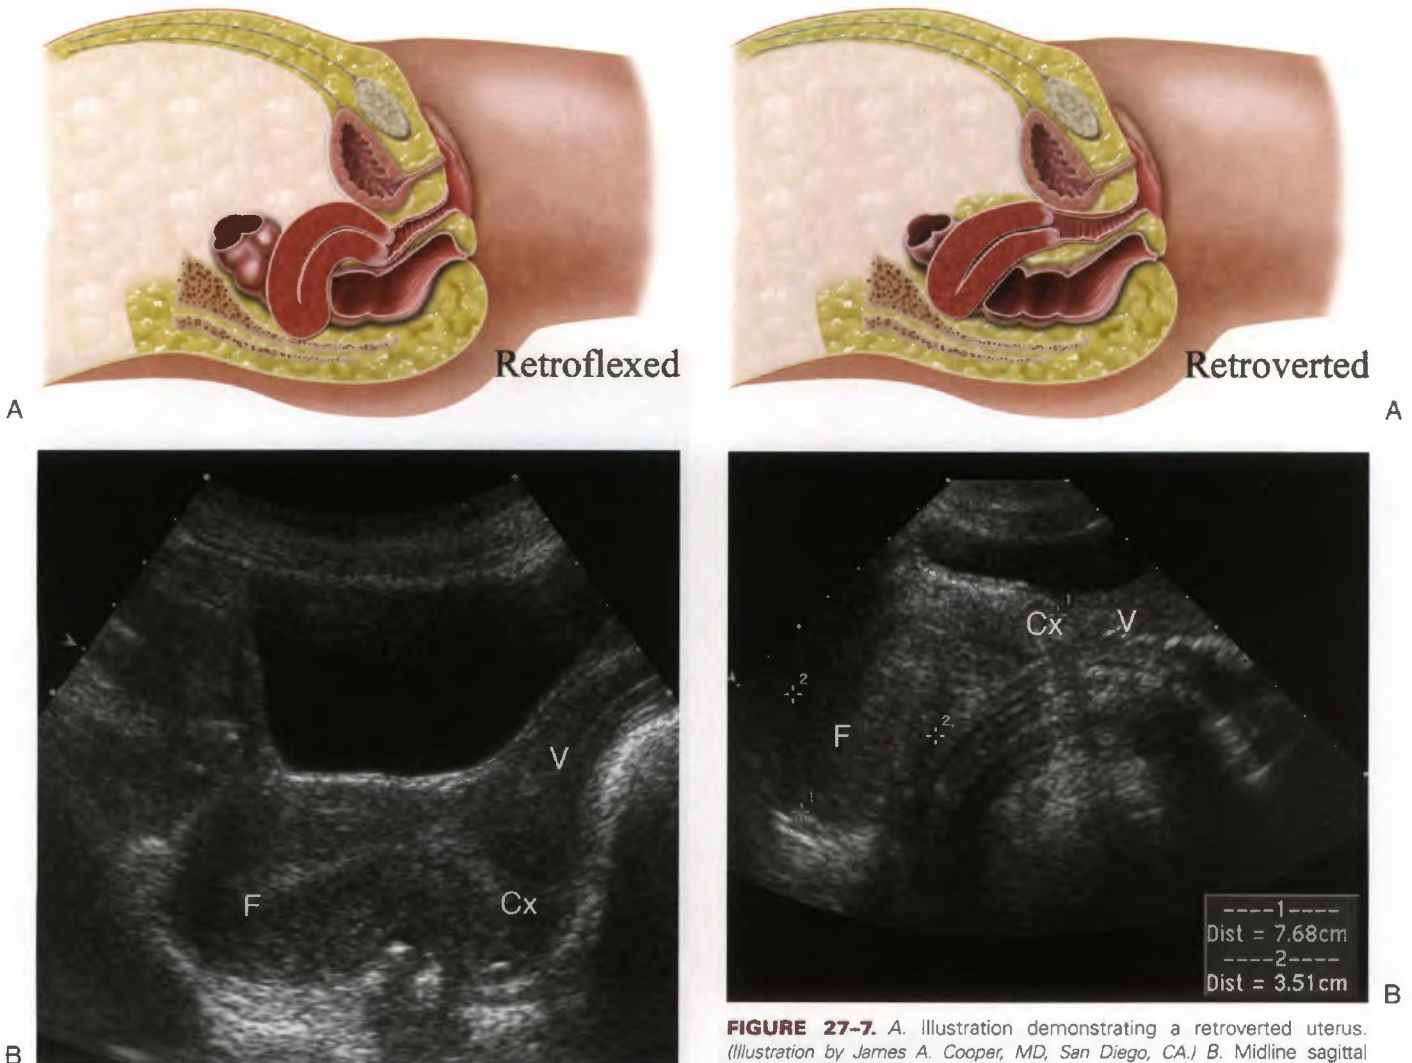 Retroflexed
A
F
V
Cx
B
Retroverted
A
Cx
1
V
2
2
F
1
----1----
Dist = 7.68cm
----2----
Dist = 3.51cm
B
FIGURE 27–7. A. Illustration demonstrating a retroverted uterus.
(Illustration by James A. Cooper, MD, San Diego, CA.) B. Midline sagittal